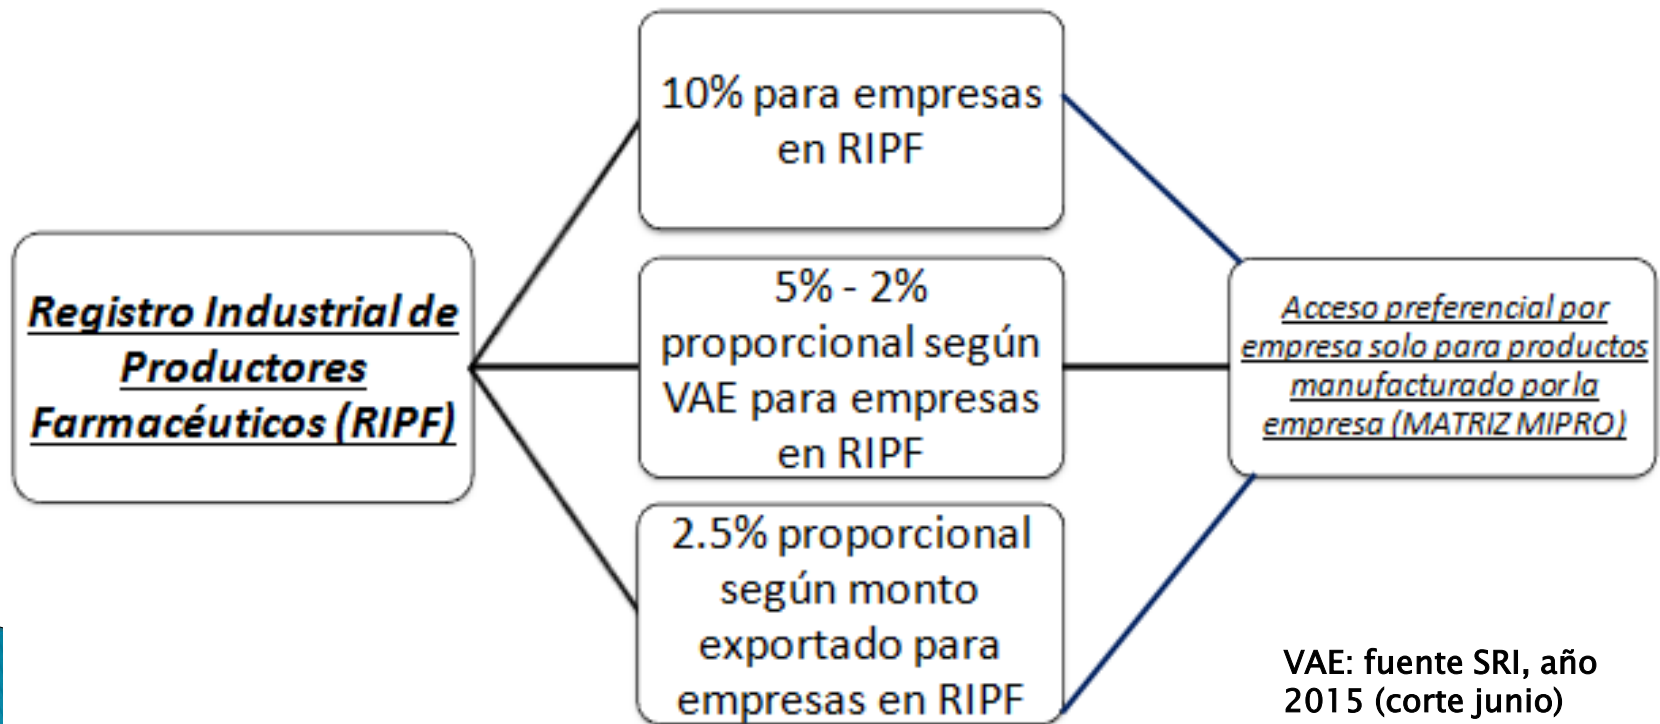 Registro Industrial de
Productores
Farmacéuticos (RIPF)
10% para empresas
en RIPF
5% - 2%
proporcional según
VAE para empresas
en RIPF
2.5% proporcional
según monto
exportado para
empresas en RIPF
Acceso preferencial por
empresa solo para productos
manufacturado por la
empresa (MATRIZ MIPRO)
VAE: fuente SRI, año
2015 (corte junio)